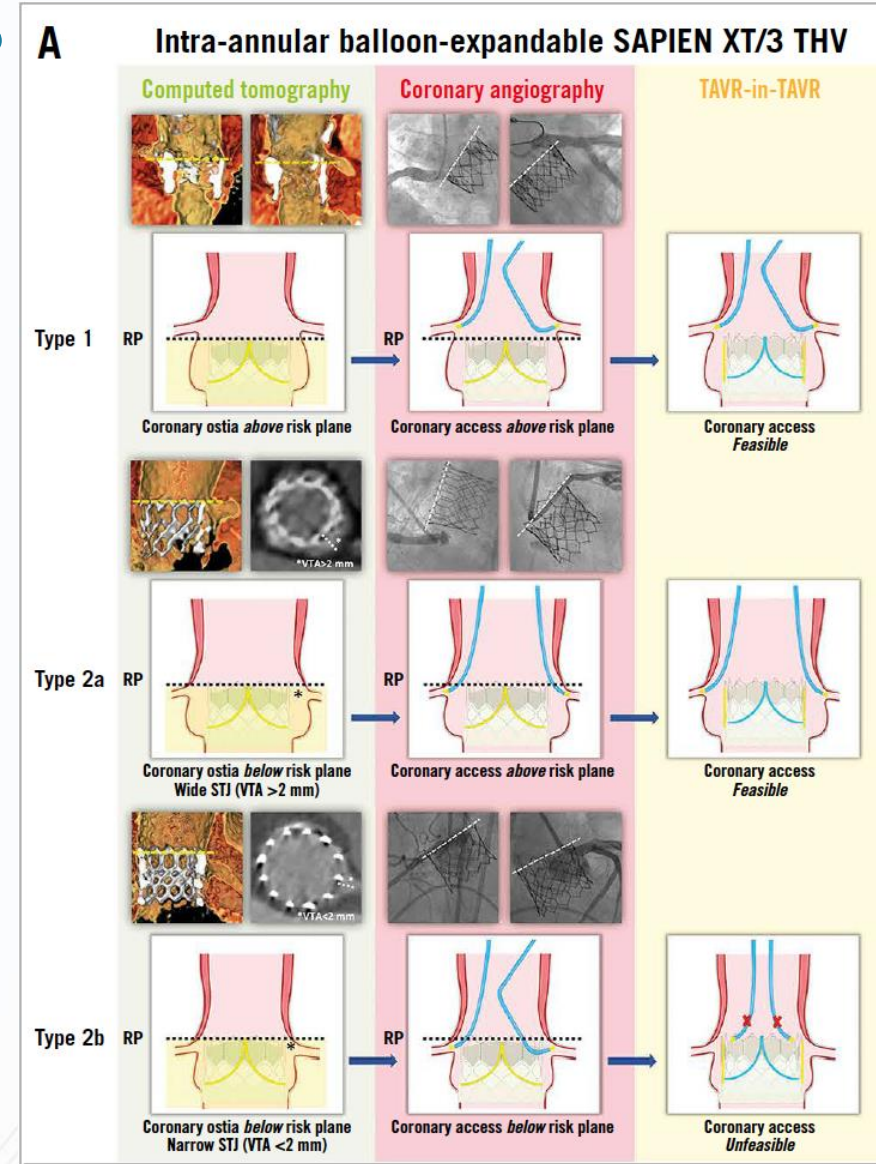 A
Intra-annular balloon-expandable SAPIEN XT/3 THV
Computed tomography
Coronary angiography
TAVR-in-TAVR
Type 1
RP
RP
Coronary ostia above risk plane
Coronary access above risk plane
Coronary access
Feasible
*
*VTA>2 mm
Type 2a
RP
*
RP
Coronary ostia below risk plane
Wide STJ (VTA >2 mm)
Coronary access above risk plane
Coronary access
Feasible
*
*VTA<2 mm
Type 2b
RP
*
RP
Coronary ostia below risk plane
Narrow STJ (VTA <2 mm)
Coronary access below risk plane
Coronary access
Unfeasible